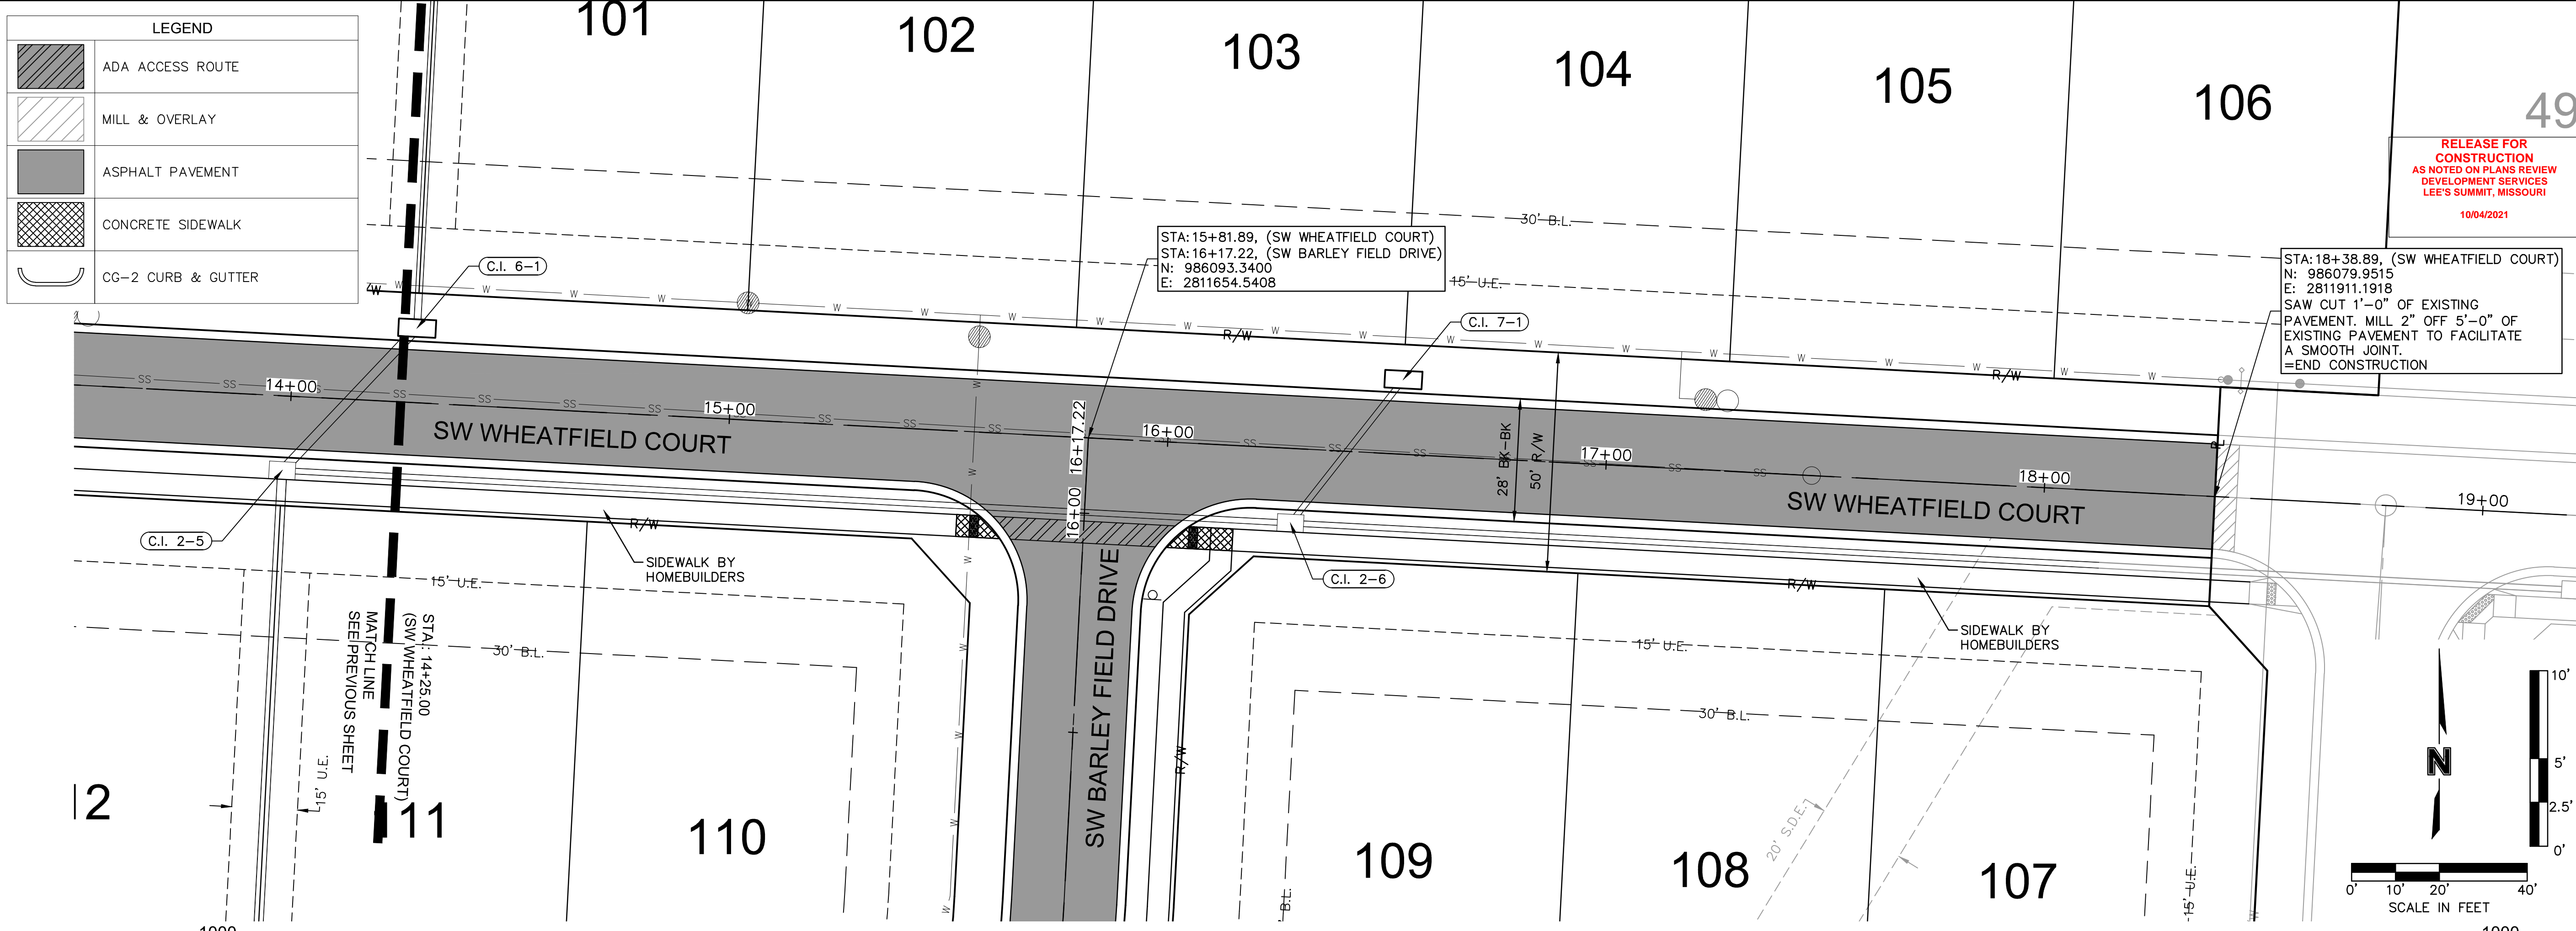 LEGEND
ADA ACCESS ROUTE
MILL & OVERLAY
ASPHALT PAVEMENT
CONCRETE SIDEWALK
CG-2 CURB & GUTTER
101
102
103
104
105
106
49
RELEASE FOR
CONSTRUCTION
AS NOTED ON PLANS REVIEW
DEVELOPMENT SERVICES
LEE'S SUMMIT, MISSOURI
10/04/2021
30' B.L.
15' U.E.
STA:15+81.89, (SW WHEATFIELD COURT)
STA:16+17.22, (SW BARLEY FIELD DRIVE)
N: 986093.3400
E: 2811654.5408
STA:18+38.89, (SW WHEATFIELD COURT)
N: 986079.9515
E: 2811911.1918
SAW CUT 1'-0" OF EXISTING
PAVEMENT. MILL 2" OFF 5'-0" OF
EXISTING PAVEMENT TO FACILITATE
A SMOOTH JOINT.
=END CONSTRUCTION
C.I. 6-1
C.I. 7-1
R/W
R/W
14+00
15+00
16+00
17+00
18+00
19+00
SW WHEATFIELD COURT
SW WHEATFIELD COURT
16+00
16+17.22
28' BK-BK
50' R/W
C.I. 2-5
C.I. 2-6
R/W
R/W
R/W
SIDEWALK BY
HOMEBUILDERS
SIDEWALK BY
HOMEBUILDERS
15' U.E.
30' B.L.
15' U.E.
30' B.L.
STA: 14+25.00
(SW WHEATFIELD COURT)
MATCH LINE
SEE PREVIOUS SHEET
15' U.E.
SW BARLEY FIELD DRIVE
20' S.D.E.
15' U.E.
B.L.
12
11
110
109
108
107
N
10'
5'
2.5'
0'
0'
10'
20'
40'
SCALE IN FEET